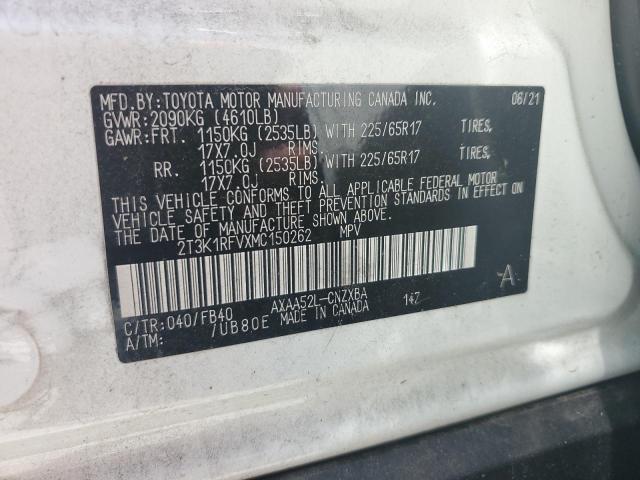 MFD.BY:TOYOTA MOTOR MANUFACTURING CANADA INC. 06/21
GVWR:2090KG (4610LB)
GAWR:FRT. 1150KG (2535LB) WITH 225/65R17 TIRES,
17X7.0J RIMS.
RR. 1150KG (2535LB) WITH 225/65R17 TIRES,
17X7.0J RIMS.
THIS VEHICLE CONFORMS TO ALL APPLICABLE FEDERAL MOTOR
VEHICLE SAFETY AND THEFT PREVENTION STANDARDS IN EFFECT ON
THE DATE OF MANUFACTURE SHOWN ABOVE.
2T3K1RFVXMC150262 MPV
A
AXAA52L-CNZXBA 147
C/TR:040/FB40 MADE IN CANADA
A/TM: /UB80E